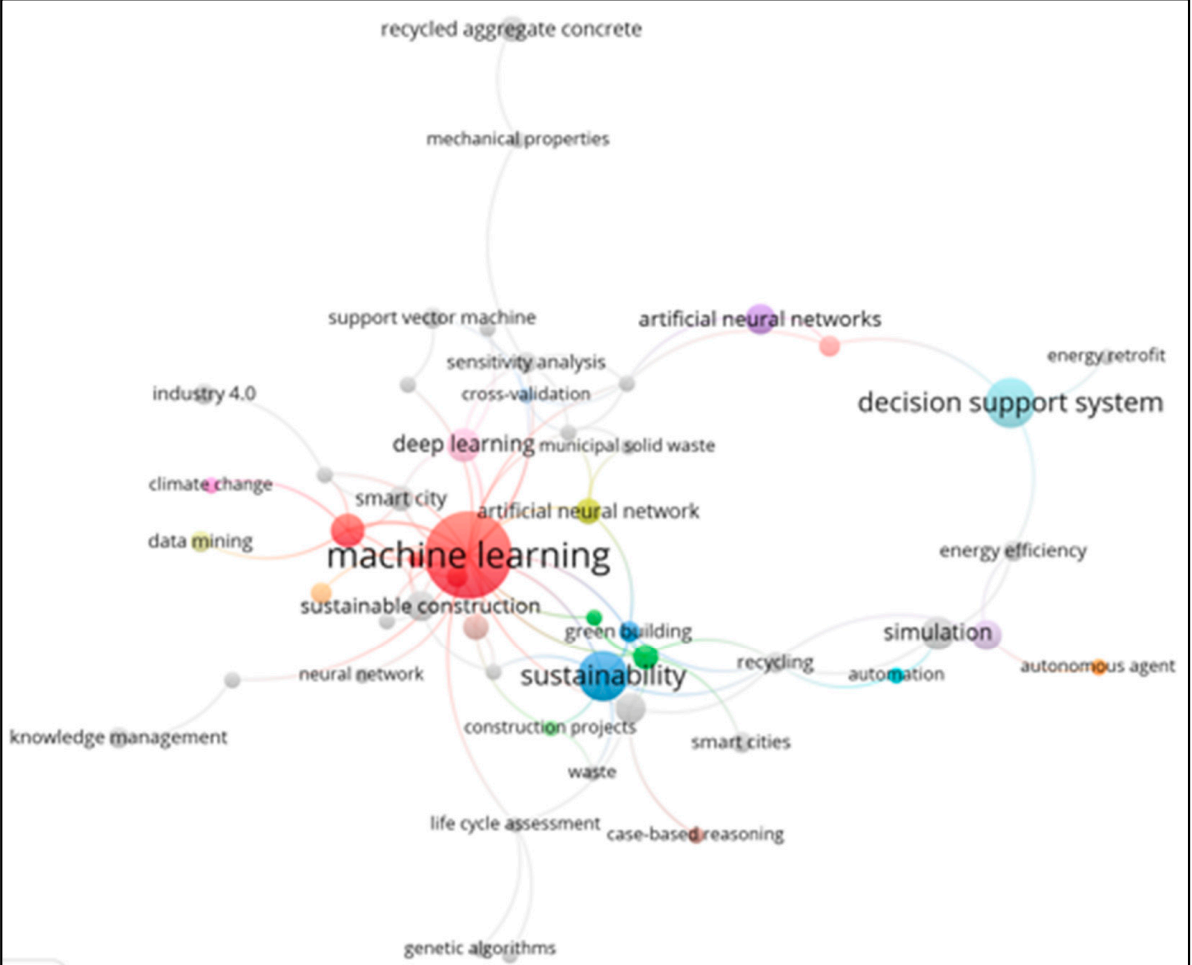 recycled aggregate concrete
mechanical properties
support vector machine
artificial neural networks
energy retrofit
sensitivity analysis
industry 4.0
cross-validation
decision support system
deep learning
municipal solid waste
climate change
smart city
artificial neural network
data mining
machine learning
energy efficiency
sustainable construction
green building
simulation
recycling
autonomous agent
neural network
sustainability
automation
construction projects
knowledge management
smart cities
waste
life cycle assessment
case-based reasoning
genetic algorithms